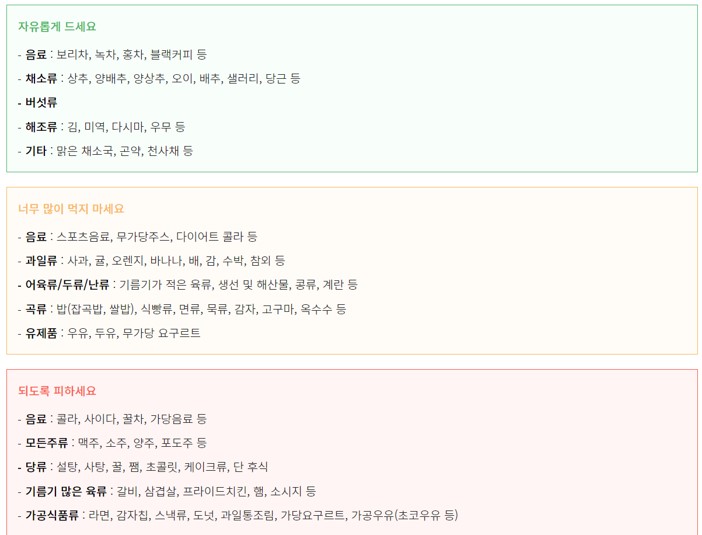 자유롭게 드세요
- 음료 : 보리차, 녹차, 홍차, 블랙커피 등
- 채소류 : 상추, 양배추, 양상추, 오이, 배추, 샐러리, 당근 등
- 버섯류
- 해조류 : 김, 미역, 다시마, 우무 등
- 기타 : 맑은 채소국, 곤약, 천사채 등
너무 많이 먹지 마세요
- 음료 : 스포츠음료, 무가당주스, 다이어트 콜라 등
- 과일류 : 사과, 귤, 오렌지, 바나나, 배, 감, 수박, 참외 등
- 어육류/두류/난류 : 기름기가 적은 육류, 생선 및 해산물, 콩류, 계란 등
- 곡류 : 밥(잡곡밥, 쌀밥), 식빵류, 면류, 묵류, 감자, 고구마, 옥수수 등
- 유제품 : 우유, 두유, 무가당 요구르트
되도록 피하세요
- 음료 : 콜라, 사이다, 꿀차, 가당음료 등
- 모든주류 : 맥주, 소주, 양주, 포도주 등
- 당류 : 설탕, 사탕, 꿀, 쨈, 초콜릿, 케이크류, 단 후식
- 기름기 많은 육류 : 갈비, 삼겹살, 프라이드치킨, 햄, 소시지 등
- 가공식품류 : 라면, 감자칩, 스낵류, 도넛, 과일통조림, 가당요구르트, 가공우유(초코우유 등)